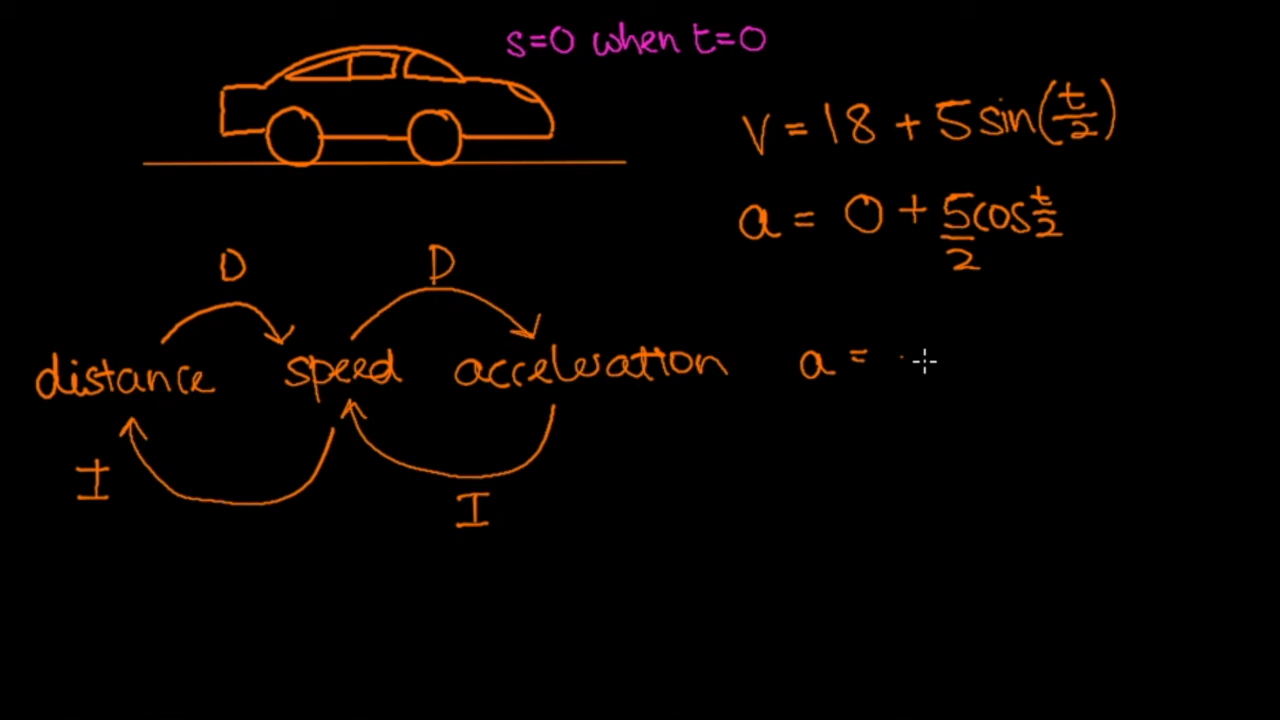 s=0 when t=0
v = 18 + 5 sin(t/2)
a = 0 + 5/2 cos t/2
D D
distance speed acceleration a =
I I